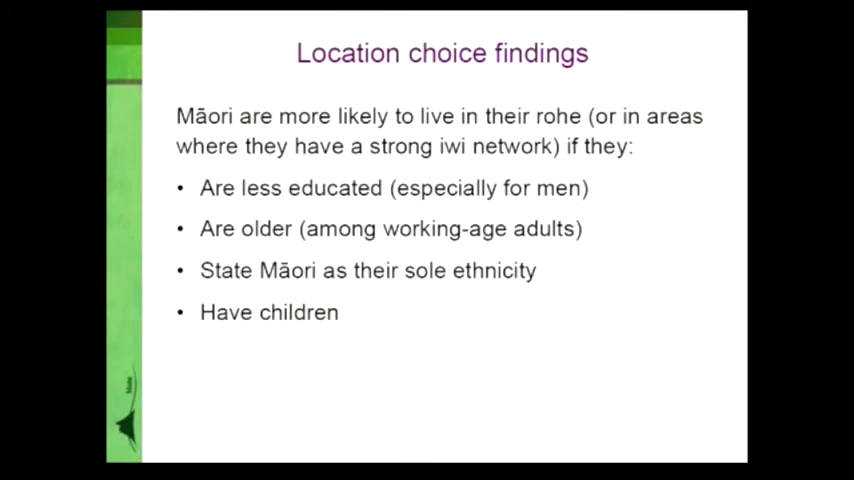 Location choice findings
Māori are more likely to live in their rohe (or in areas
where they have a strong iwi network) if they:
• Are less educated (especially for men)
• Are older (among working-age adults)
• State Māori as their sole ethnicity
• Have children
Motu